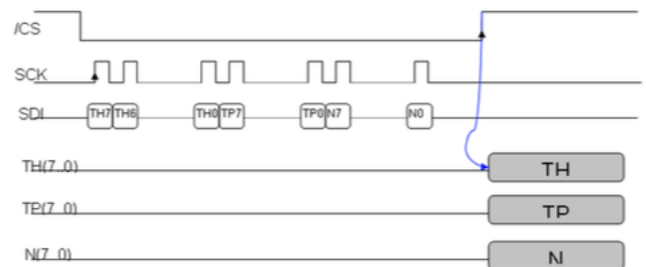 /CS
SCK
SDI TH7 TH6 TH0 TP7 TP0 N7 N0
TH(7..0) TH
TP(7..0) TP
N(7..0) N